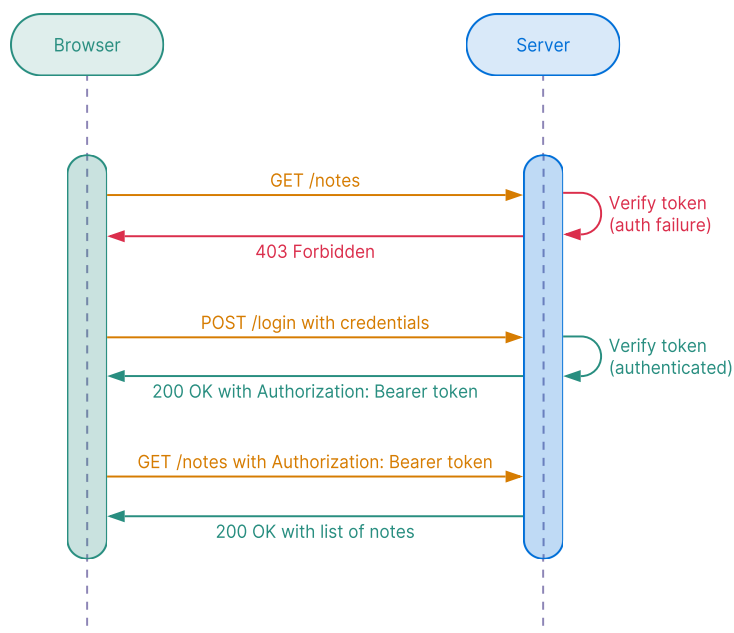 Browser
Server
GET /notes
Verify token
(auth failure)
403 Forbidden
POST /login with credentials
Verify token
(authenticated)
200 OK with Authorization: Bearer token
GET /notes with Authorization: Bearer token
200 OK with list of notes